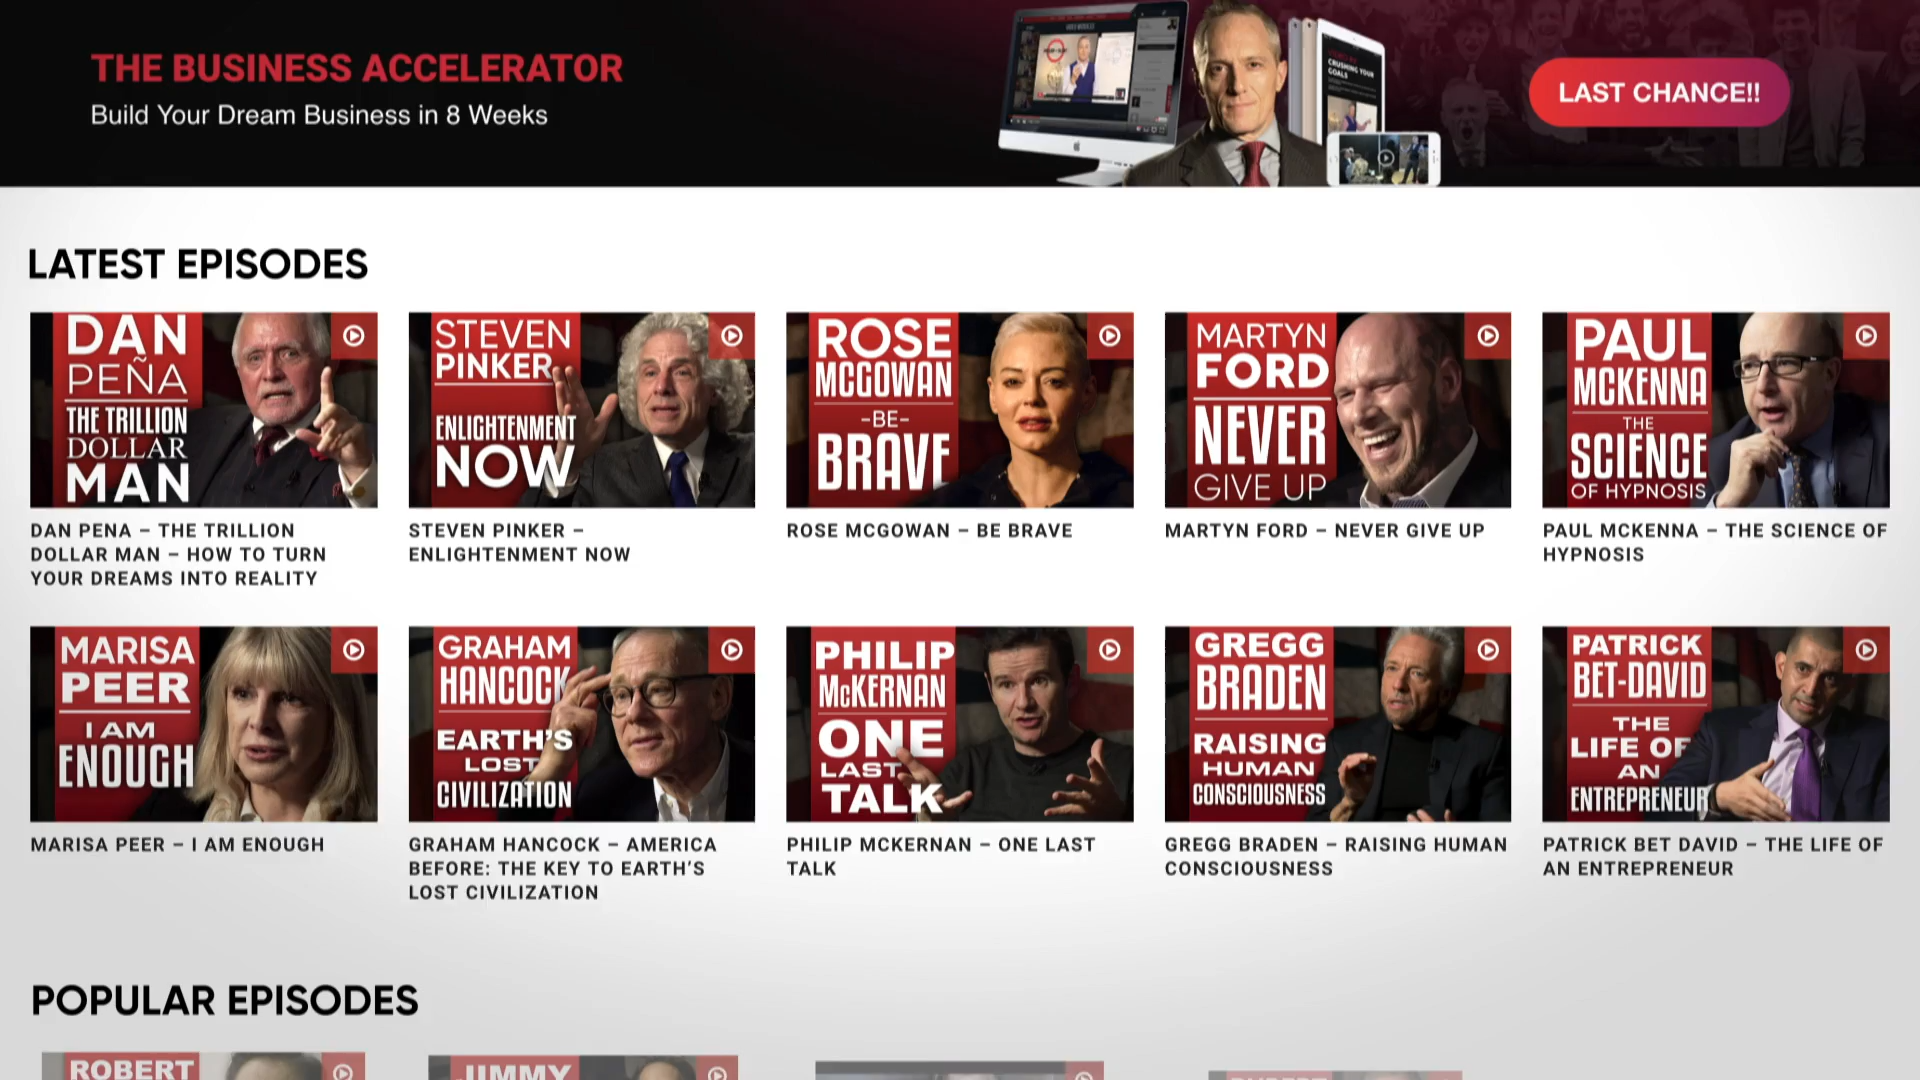 THE BUSINESS ACCELERATOR
Build Your Dream Business in 8 Weeks
CRUSHING YOUR
GOALS
LAST CHANCE!!
LATEST EPISODES
DAN
PEÑA
THE TRILLION
DOLLAR
MAN
DAN PENA – THE TRILLION
DOLLAR MAN – HOW TO TURN
YOUR DREAMS INTO REALITY
STEVEN
PINKER
ENLIGHTENMENT
NOW
STEVEN PINKER –
ENLIGHTENMENT NOW
ROSE
MCGOWAN
-BE-
BRAVE
ROSE MCGOWAN – BE BRAVE
MARTYN
FORD
NEVER
GIVE UP
MARTYN FORD – NEVER GIVE UP
PAUL
MCKENNA
THE
SCIENCE
OF HYPNOSIS
PAUL MCKENNA – THE SCIENCE OF
HYPNOSIS
MARISA
PEER
I AM
ENOUGH
MARISA PEER – I AM ENOUGH
GRAHAM
HANCOCK
EARTH'S
LOST
CIVILIZATION
GRAHAM HANCOCK – AMERICA
BEFORE: THE KEY TO EARTH'S
LOST CIVILIZATION
PHILIP
McKERNAN
ONE
LAST
TALK
PHILIP MCKERNAN – ONE LAST
TALK
GREGG
BRADEN
RAISING
HUMAN
CONSCIOUSNESS
GREGG BRADEN – RAISING HUMAN
CONSCIOUSNESS
PATRICK
BET-DAVID
THE
LIFE OF
AN
ENTREPRENEUR
PATRICK BET DAVID – THE LIFE OF
AN ENTREPRENEUR
POPULAR EPISODES
ROBERT
JIMMY